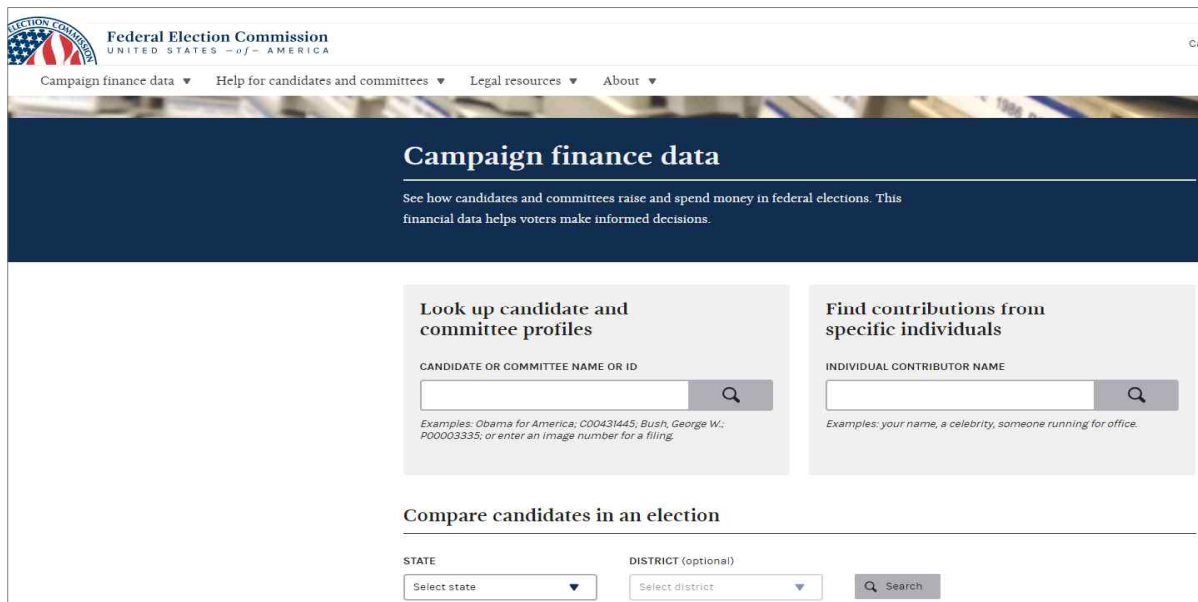 ELECTION COMMISSION
Federal Election Commission
UNITED STATES -of- AMERICA
Campaign finance data ▼ Help for candidates and committees ▼ Legal resources ▼ About ▼
1986
Campaign finance data
See how candidates and committees raise and spend money in federal elections. This
financial data helps voters make informed decisions.
Look up candidate and
committee profiles
CANDIDATE OR COMMITTEE NAME OR ID
Examples: Obama for America; C00431445; Bush, George W.;
P00003335; or enter an image number for a filing.
Find contributions from
specific individuals
INDIVIDUAL CONTRIBUTOR NAME
Examples: your name, a celebrity, someone running for office.
Compare candidates in an election
STATE
Select state
DISTRICT (optional)
Select district
Search